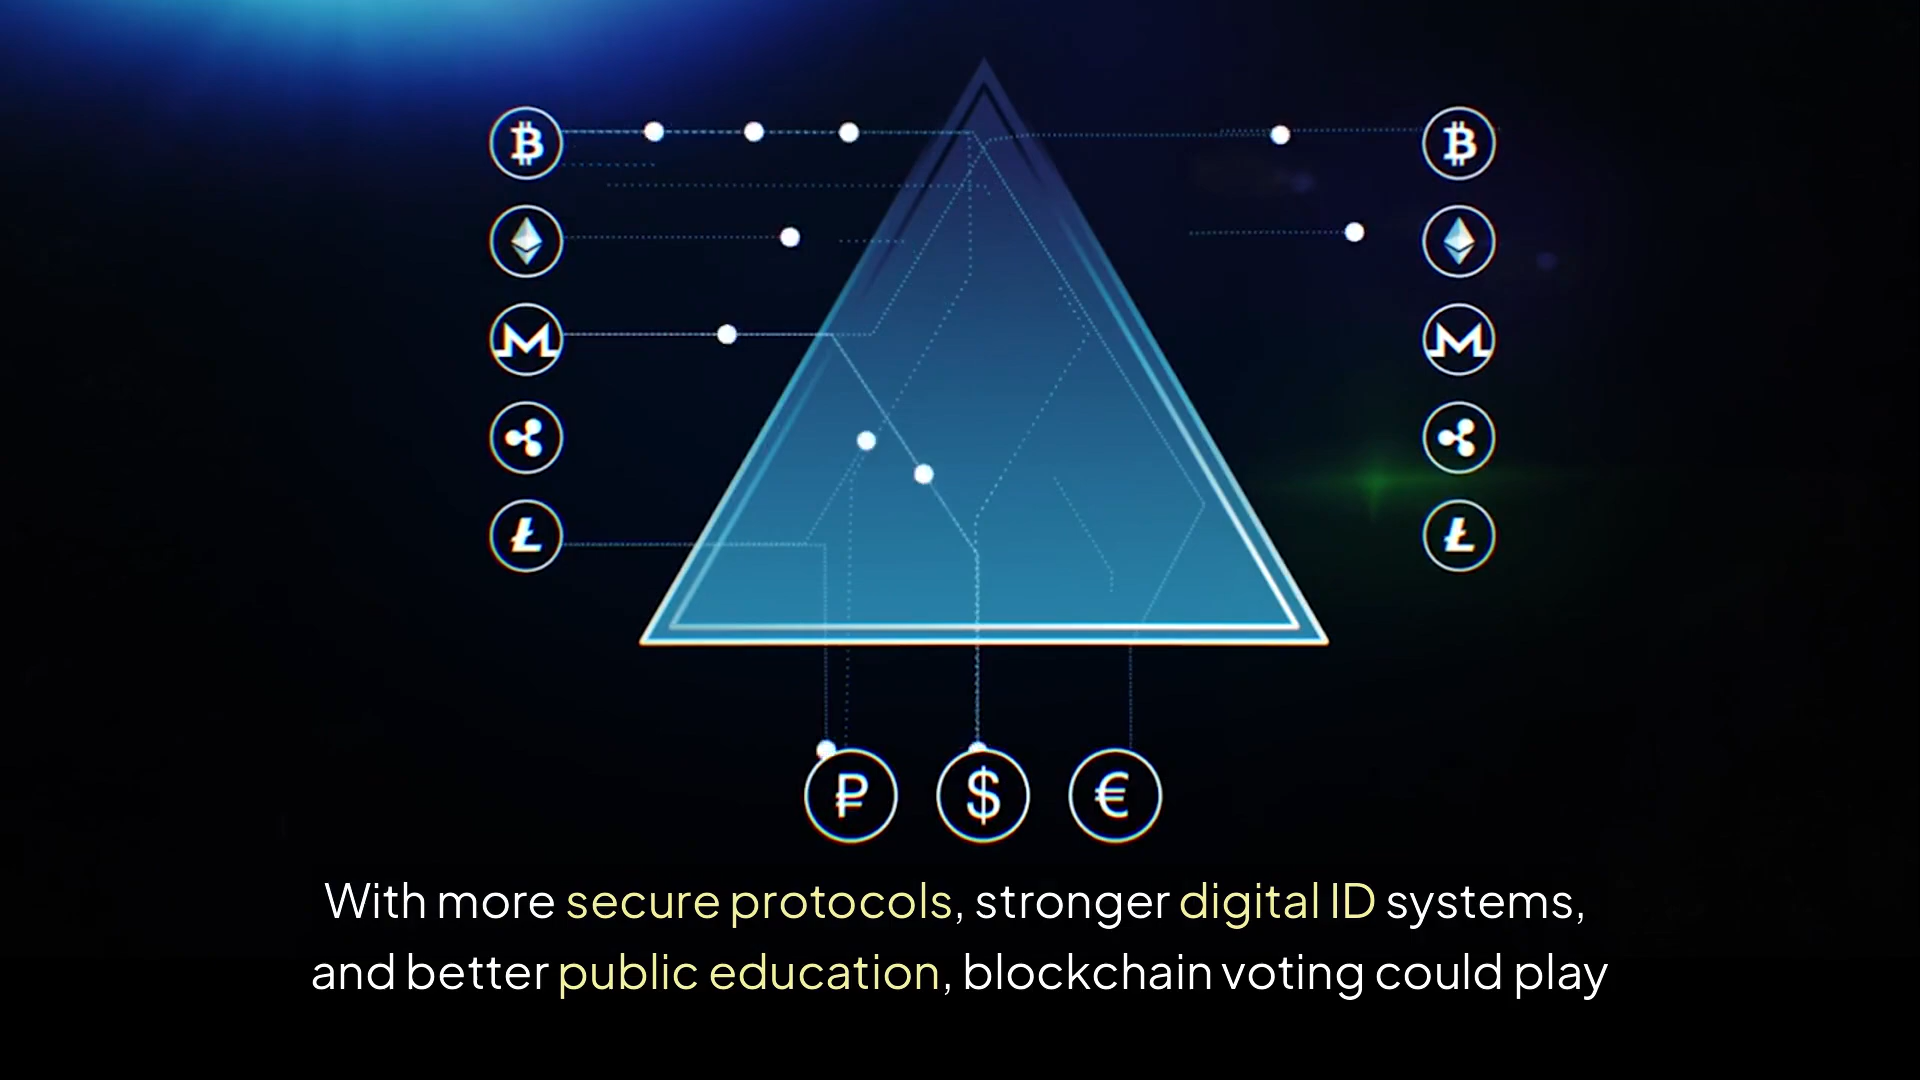 With more secure protocols, stronger digital ID systems,
and better public education, blockchain voting could play